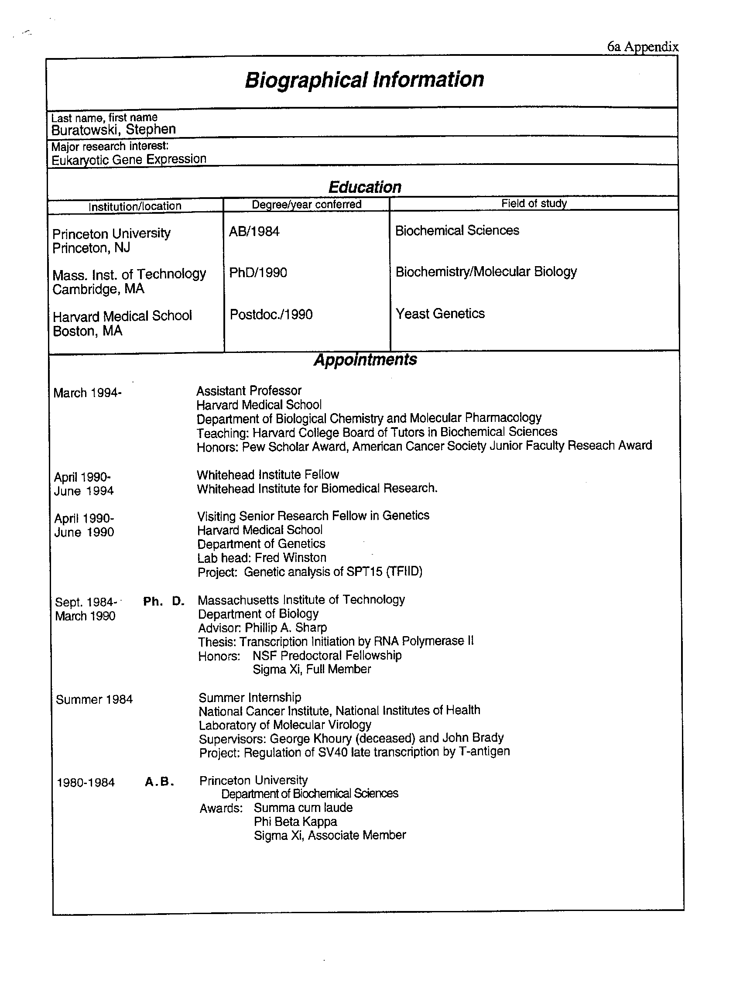 6a Appendix
Biographical Information
Last name, first name
Buratowski, Stephen
Major research interest:
Eukaryotic Gene Expression
Education
Institution/location Degree/year conferred Field of study
Princeton University AB/1984 Biochemical Sciences
Princeton, NJ
Mass. Inst. of Technology PhD/1990 Biochemistry/Molecular Biology
Cambridge, MA
Harvard Medical School Postdoc./1990 Yeast Genetics
Boston, MA
Appointments
March 1994- Assistant Professor
Harvard Medical School
Department of Biological Chemistry and Molecular Pharmacology
Teaching: Harvard College Board of Tutors in Biochemical Sciences
Honors: Pew Scholar Award, American Cancer Society Junior Faculty Reseach Award
April 1990- Whitehead Institute Fellow
June 1994 Whitehead Institute for Biomedical Research.
April 1990- Visiting Senior Research Fellow in Genetics
June 1990 Harvard Medical School
Department of Genetics
Lab head: Fred Winston
Project: Genetic analysis of SPT15 (TFIID)
Sept. 1984- Ph. D. Massachusetts Institute of Technology
March 1990 Department of Biology
Advisor: Phillip A. Sharp
Thesis: Transcription Initiation by RNA Polymerase II
Honors: NSF Predoctoral Fellowship
Sigma Xi, Full Member
Summer 1984 Summer Internship
National Cancer Institute, National Institutes of Health
Laboratory of Molecular Virology
Supervisors: George Khoury (deceased) and John Brady
Project: Regulation of SV40 late transcription by T-antigen
1980-1984 A.B. Princeton University
Department of Biochemical Sciences
Awards: Summa cum laude
Phi Beta Kappa
Sigma Xi, Associate Member